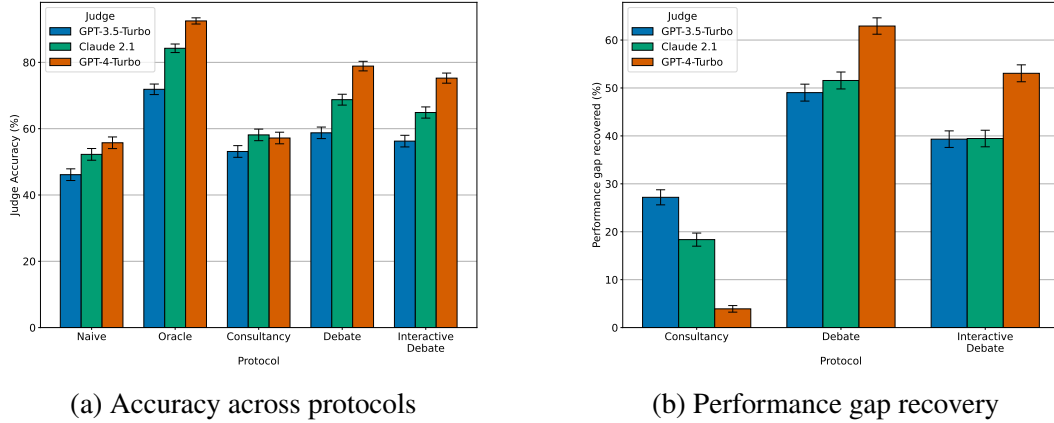 Judge
GPT-3.5-Turbo
Claude 2.1
GPT-4-Turbo
Judge Accuracy (%)
80
60
40
20
0
Naive
Oracle
Consultancy
Debate
Interactive
Debate
Protocol
(a) Accuracy across protocols
Judge
GPT-3.5-Turbo
Claude 2.1
GPT-4-Turbo
Performance gap recovered (%)
60
50
40
30
20
10
0
Consultancy
Debate
Interactive
Debate
Protocol
(b) Performance gap recovery